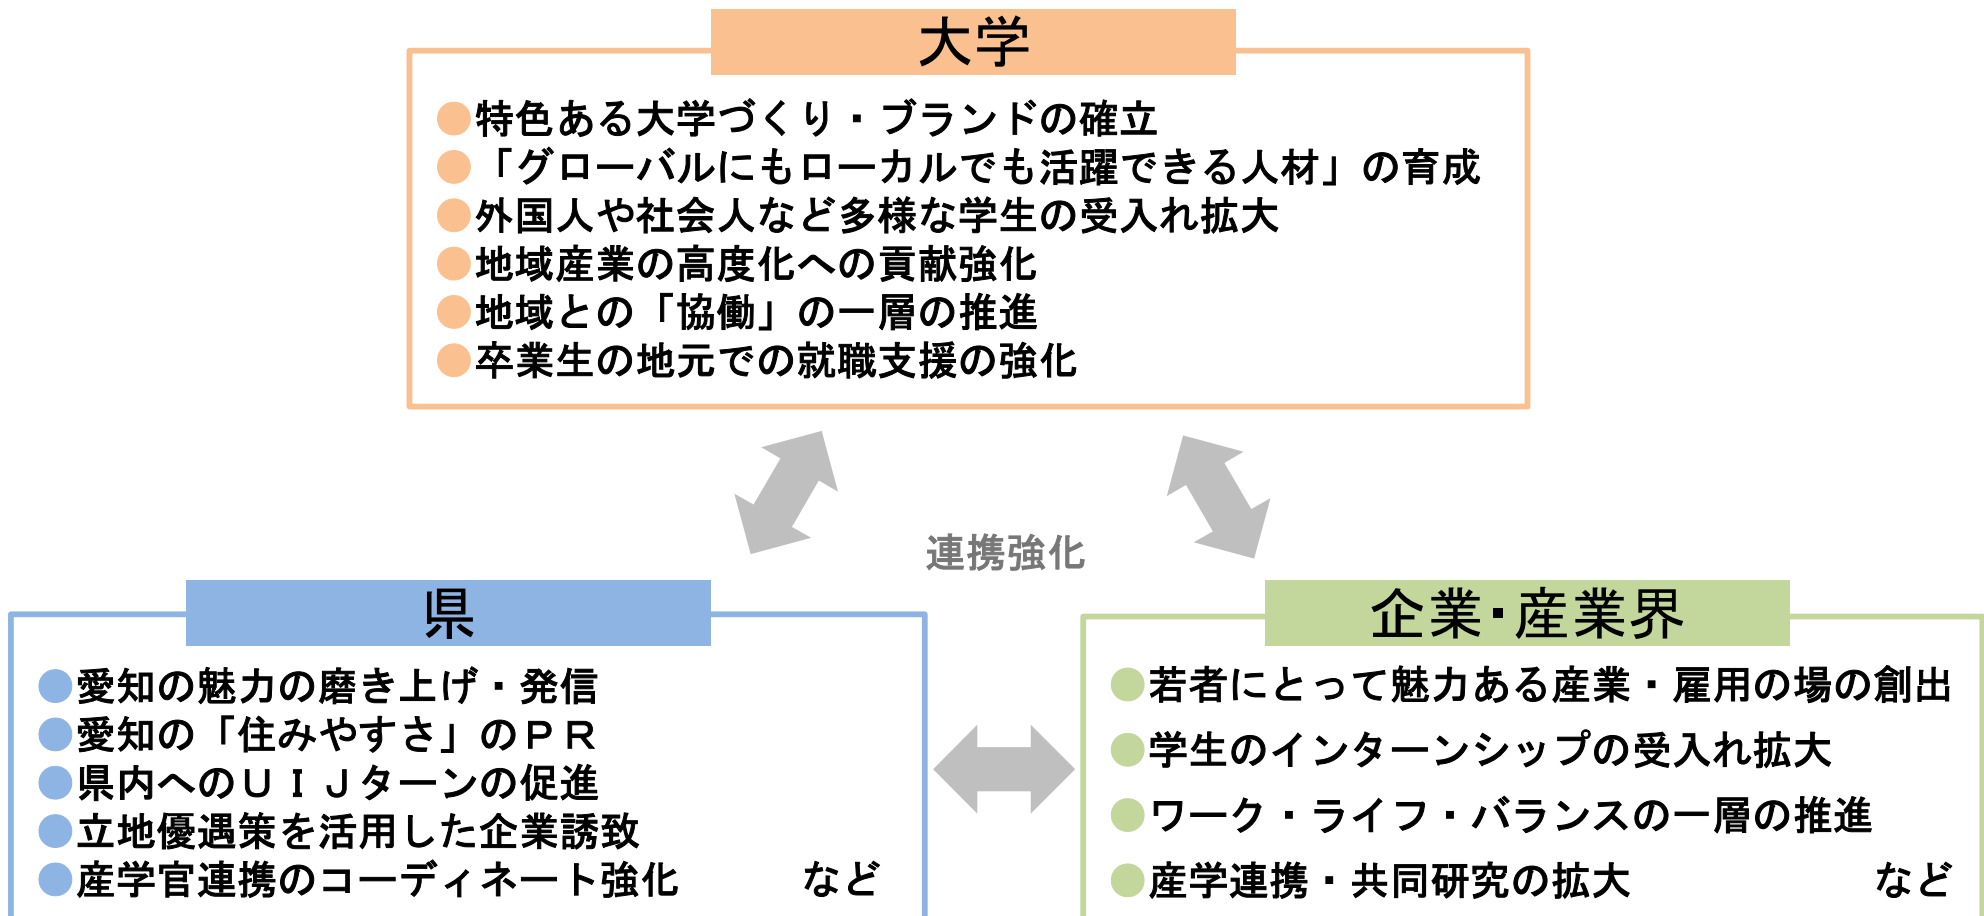 大学
●特色ある大学づくり・ブランドの確立
●「グローバルにもローカルでも活躍できる人材」の育成
●外国人や社会人など多様な学生の受入れ拡大
●地域産業の高度化への貢献強化
●地域との「協働」の一層の推進
●卒業生の地元での就職支援の強化
連携強化
県
●愛知の魅力の磨き上げ・発信
●愛知の「住みやすさ」のＰＲ
●県内へのＵＩＪターンの促進
●立地優遇策を活用した企業誘致
●産学官連携のコーディネート強化　　　など
企業・産業界
●若者にとって魅力ある産業・雇用の場の創出
●学生のインターンシップの受入れ拡大
●ワーク・ライフ・バランスの一層の推進
●産学連携・共同研究の拡大　　　　　　など